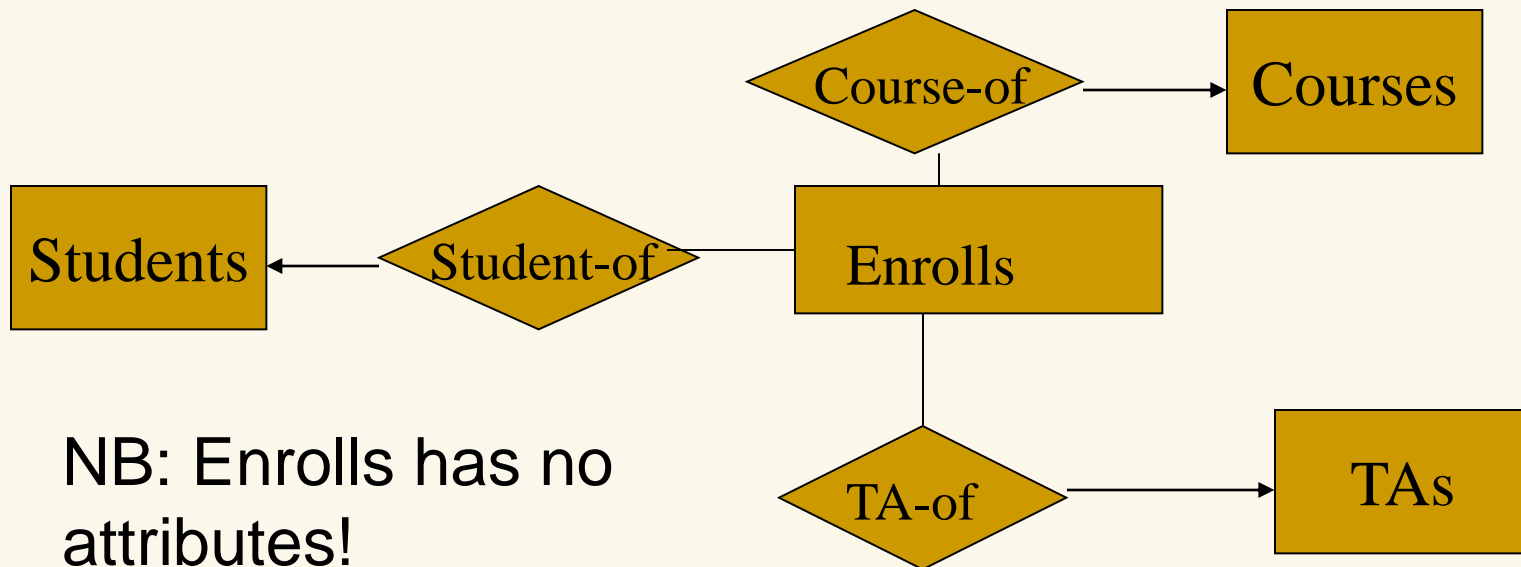 Course-of
Courses
Students
Student-of
Enrolls
NB: Enrolls has no
attributes!
TA-of
TAs